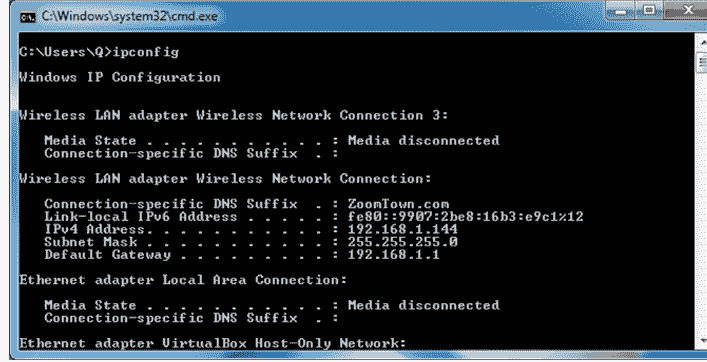 C:\Windows\system32\cmd.exe
C:\Users\Q>ipconfig
Windows IP Configuration
Wireless LAN adapter Wireless Network Connection 3:
Media State . . . . . . . . . . . : Media disconnected
Connection-specific DNS Suffix  . :
Wireless LAN adapter Wireless Network Connection:
Connection-specific DNS Suffix  . : ZoomTown.com
Link-local IPv6 Address . . . . . : fe80::9907:2be8:16b3:e9c1%12
IPv4 Address. . . . . . . . . . . : 192.168.1.144
Subnet Mask . . . . . . . . . . . : 255.255.255.0
Default Gateway . . . . . . . . . : 192.168.1.1
Ethernet adapter Local Area Connection:
Media State . . . . . . . . . . . : Media disconnected
Connection-specific DNS Suffix  . :
Ethernet adapter VirtualBox Host-Only Network: